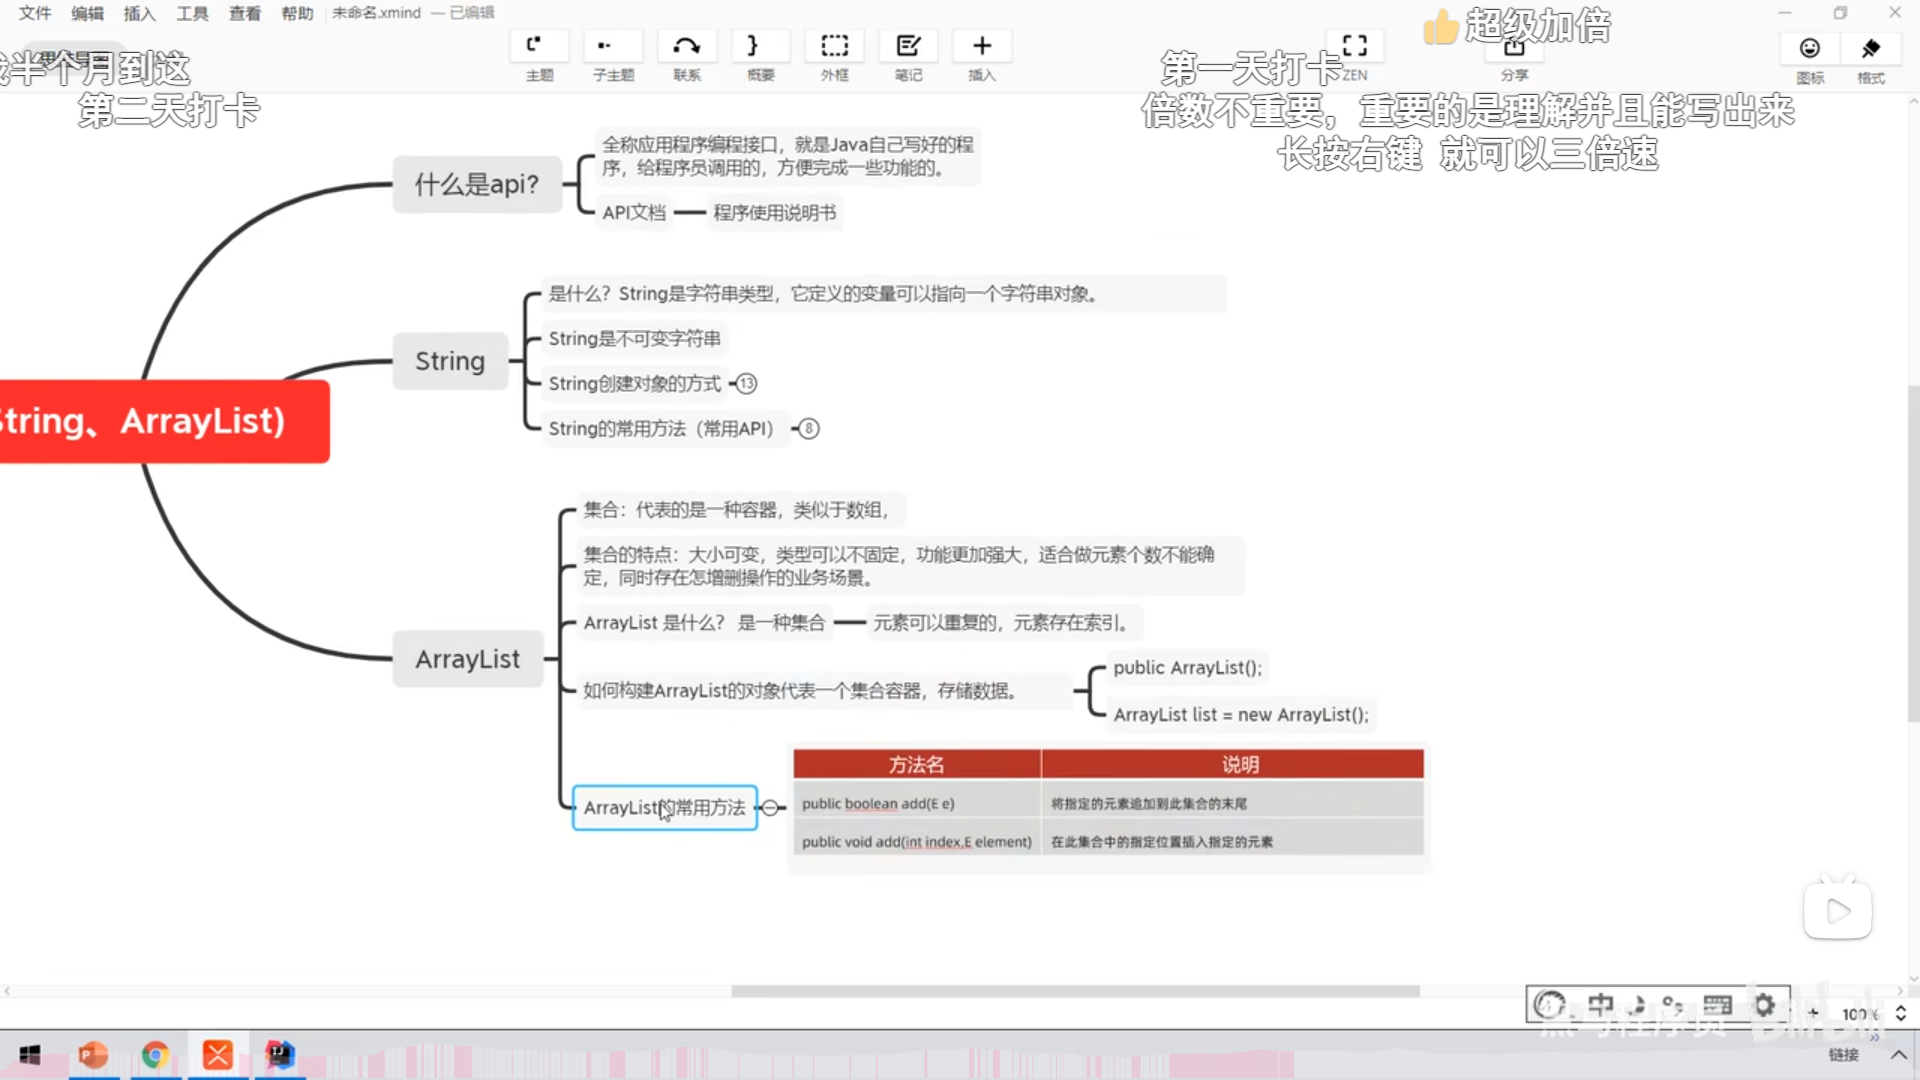 文件 编辑 插入 工具 查看 帮助 未命名.xmind — 已编辑
超级加倍
半个月到这
第一天打卡
主题 子主题 联系 概要 外框 笔记 插入 ZEN 分享 图标 格式
第二天打卡
倍数不重要，重要的是理解并且能写出来
长按右键 就可以三倍速
什么是api?
全称应用程序编程接口，就是Java自己写好的程
序，给程序员调用的，方便完成一些功能的。
API文档
程序使用说明书
String
是什么？String是字符串类型，它定义的变量可以指向一个字符串对象。
String是不可变字符串
String创建对象的方式 13
String的常用方法（常用API） 8
String、ArrayList)
ArrayList
集合：代表的是一种容器，类似于数组，
集合的特点：大小可变，类型可以不固定，功能更加强大，适合做元素个数不能确
定，同时存在怎增删操作的业务场景。
ArrayList 是什么？ 是一种集合
元素可以重复的，元素存在索引。
如何构建ArrayList的对象代表一个集合容器，存储数据。
public ArrayList();
ArrayList list = new ArrayList();
ArrayList的常用方法
方法名 说明
public boolean add(E e) 将指定的元素追加到此集合的末尾
public void add(int index,E element) 在此集合中的指定位置插入指定的元素
中
100%
链接